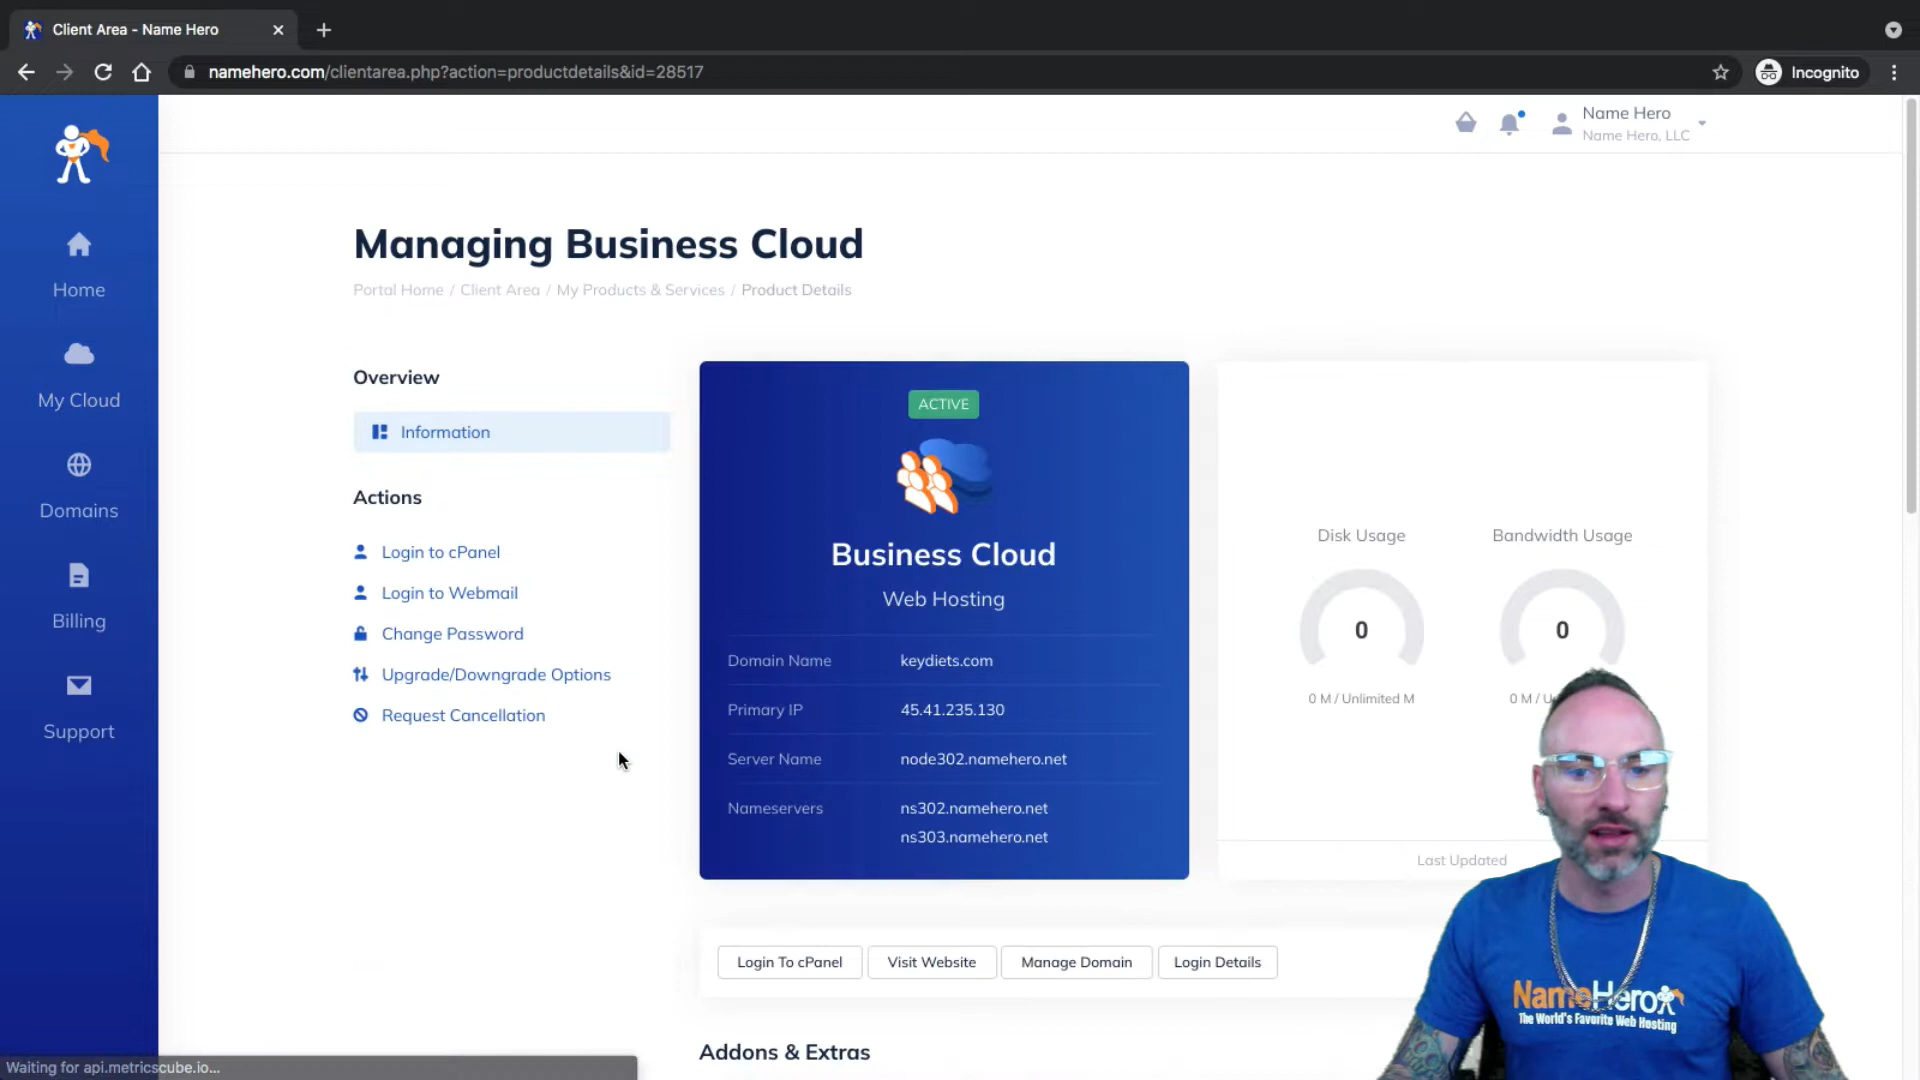 Client Area - Name Hero
namehero.com/clientarea.php?action=productdetails&id=28517
Incognito
Name Hero
Name Hero, LLC
Home
My Cloud
Domains
Billing
Support
Managing Business Cloud
Portal Home / Client Area / My Products & Services / Product Details
Overview
Information
Actions
Login to cPanel
Login to Webmail
Change Password
Upgrade/Downgrade Options
Request Cancellation
ACTIVE
Business Cloud
Web Hosting
Domain Name keydiets.com
Primary IP 45.41.235.130
Server Name node302.namehero.net
Nameservers ns302.namehero.net
ns303.namehero.net
Disk Usage
0
0 M / Unlimited M
Bandwidth Usage
0
0 M /
Last Updated
Login To cPanel
Visit Website
Manage Domain
Login Details
Addons & Extras
NameHero
The World's Favorite Web Hosting
Waiting for api.metricscube.io...